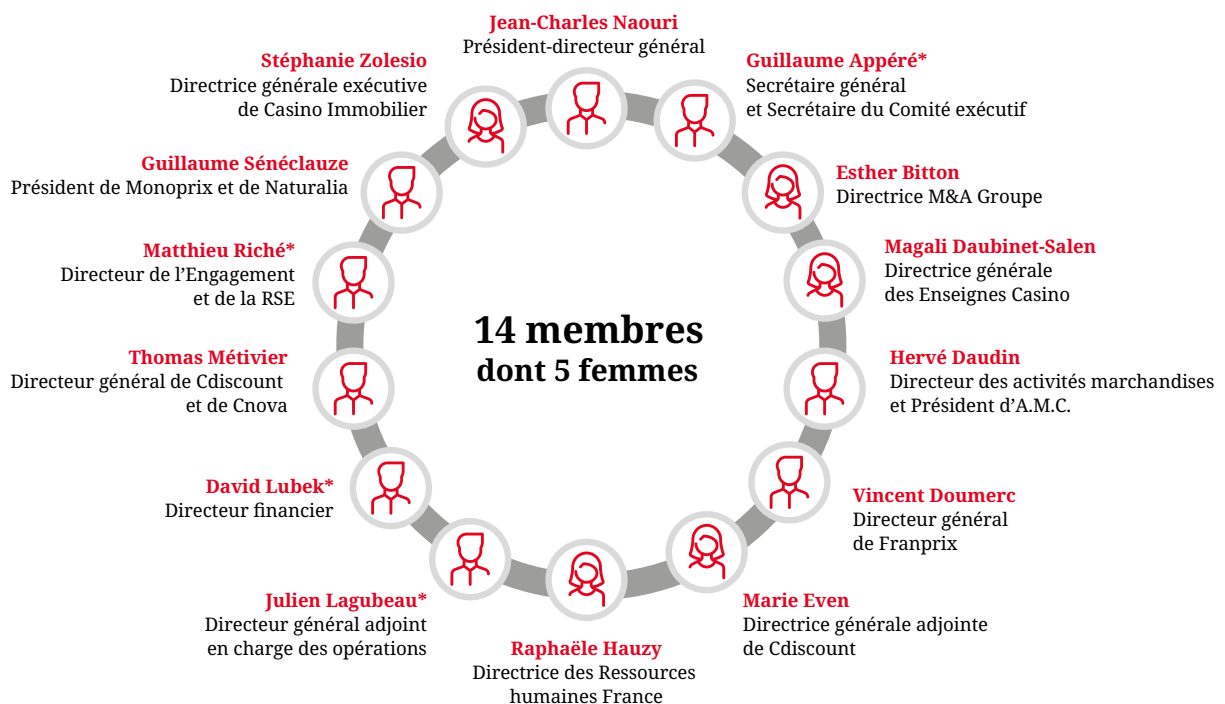 Jean-Charles Naouri
Président-directeur général
Guillaume Appéré*
Secrétaire général
et Secrétaire du Comité exécutif
Esther Bitton
Directrice M&A Groupe
Magali Daubinet-Salen
Directrice générale
des Enseignes Casino
Hervé Daudin
Directeur des activités marchandises
et Président d'A.M.C.
Vincent Doumerc
Directeur général
de Franprix
Marie Even
Directrice générale adjointe
de Cdiscount
Raphaële Hauzy
Directrice des Ressources
humaines France
Julien Lagubeau*
Directeur général adjoint
en charge des opérations
David Lubek*
Directeur financier
Thomas Métivier
Directeur général de Cdiscount
et de Cnova
Matthieu Riché*
Directeur de l'Engagement
et de la RSE
Guillaume Sénéclauze
Président de Monoprix et de Naturalia
Stéphanie Zolesio
Directrice générale exécutive
de Casino Immobilier
14 membres
dont 5 femmes